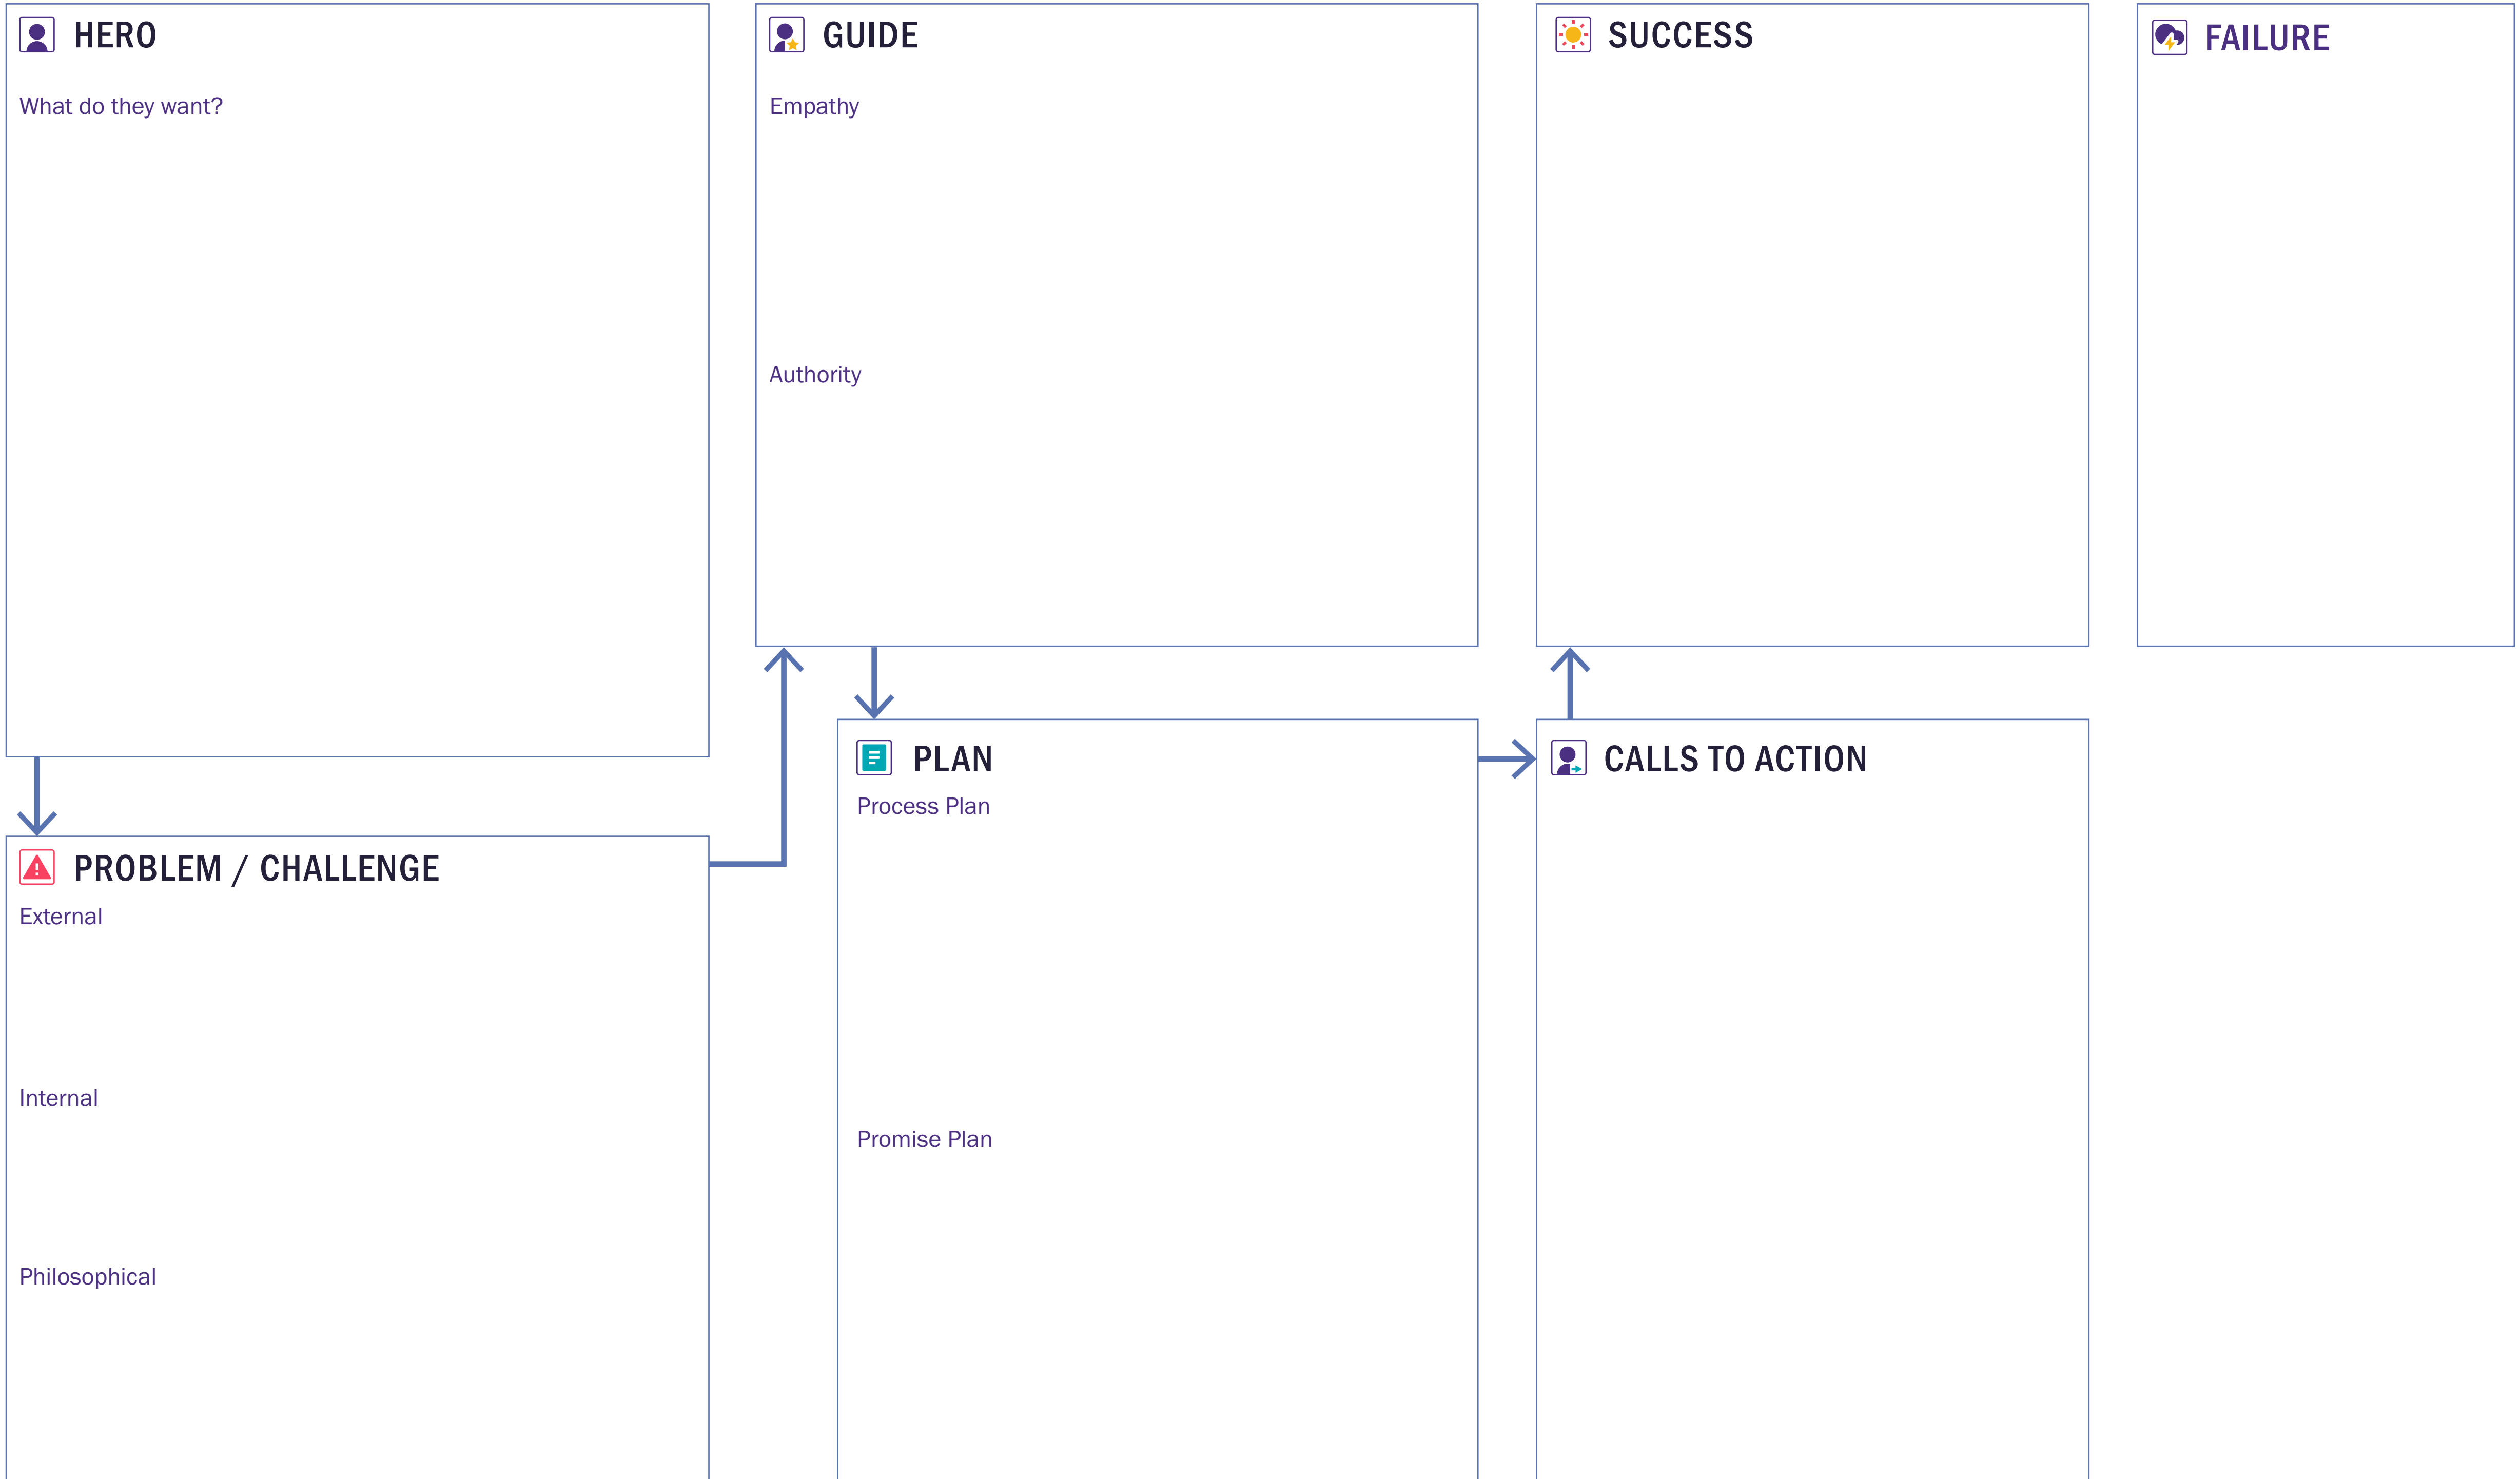 HERO
What do they want?
PROBLEM / CHALLENGE
External
Internal
Philosophical
GUIDE
Empathy
Authority
PLAN
Process Plan
Promise Plan
CALLS TO ACTION
SUCCESS
FAILURE